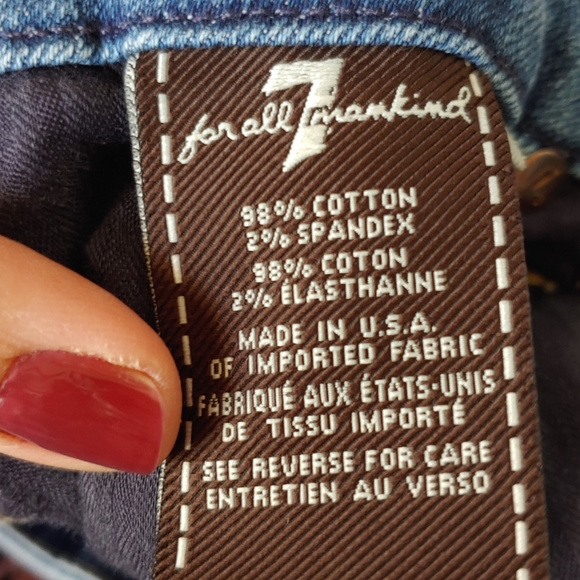 for all 7 mankind
98% COTTON
2% SPANDEX
98% COTON
2% ÉLASTHANNE
MADE IN U.S.A.
OF IMPORTED FABRIC
FABRIQUÉ AUX ÉTATS-UNIS
DE TISSU IMPORTÉ
SEE REVERSE FOR CARE
ENTRETIEN AU VERSO